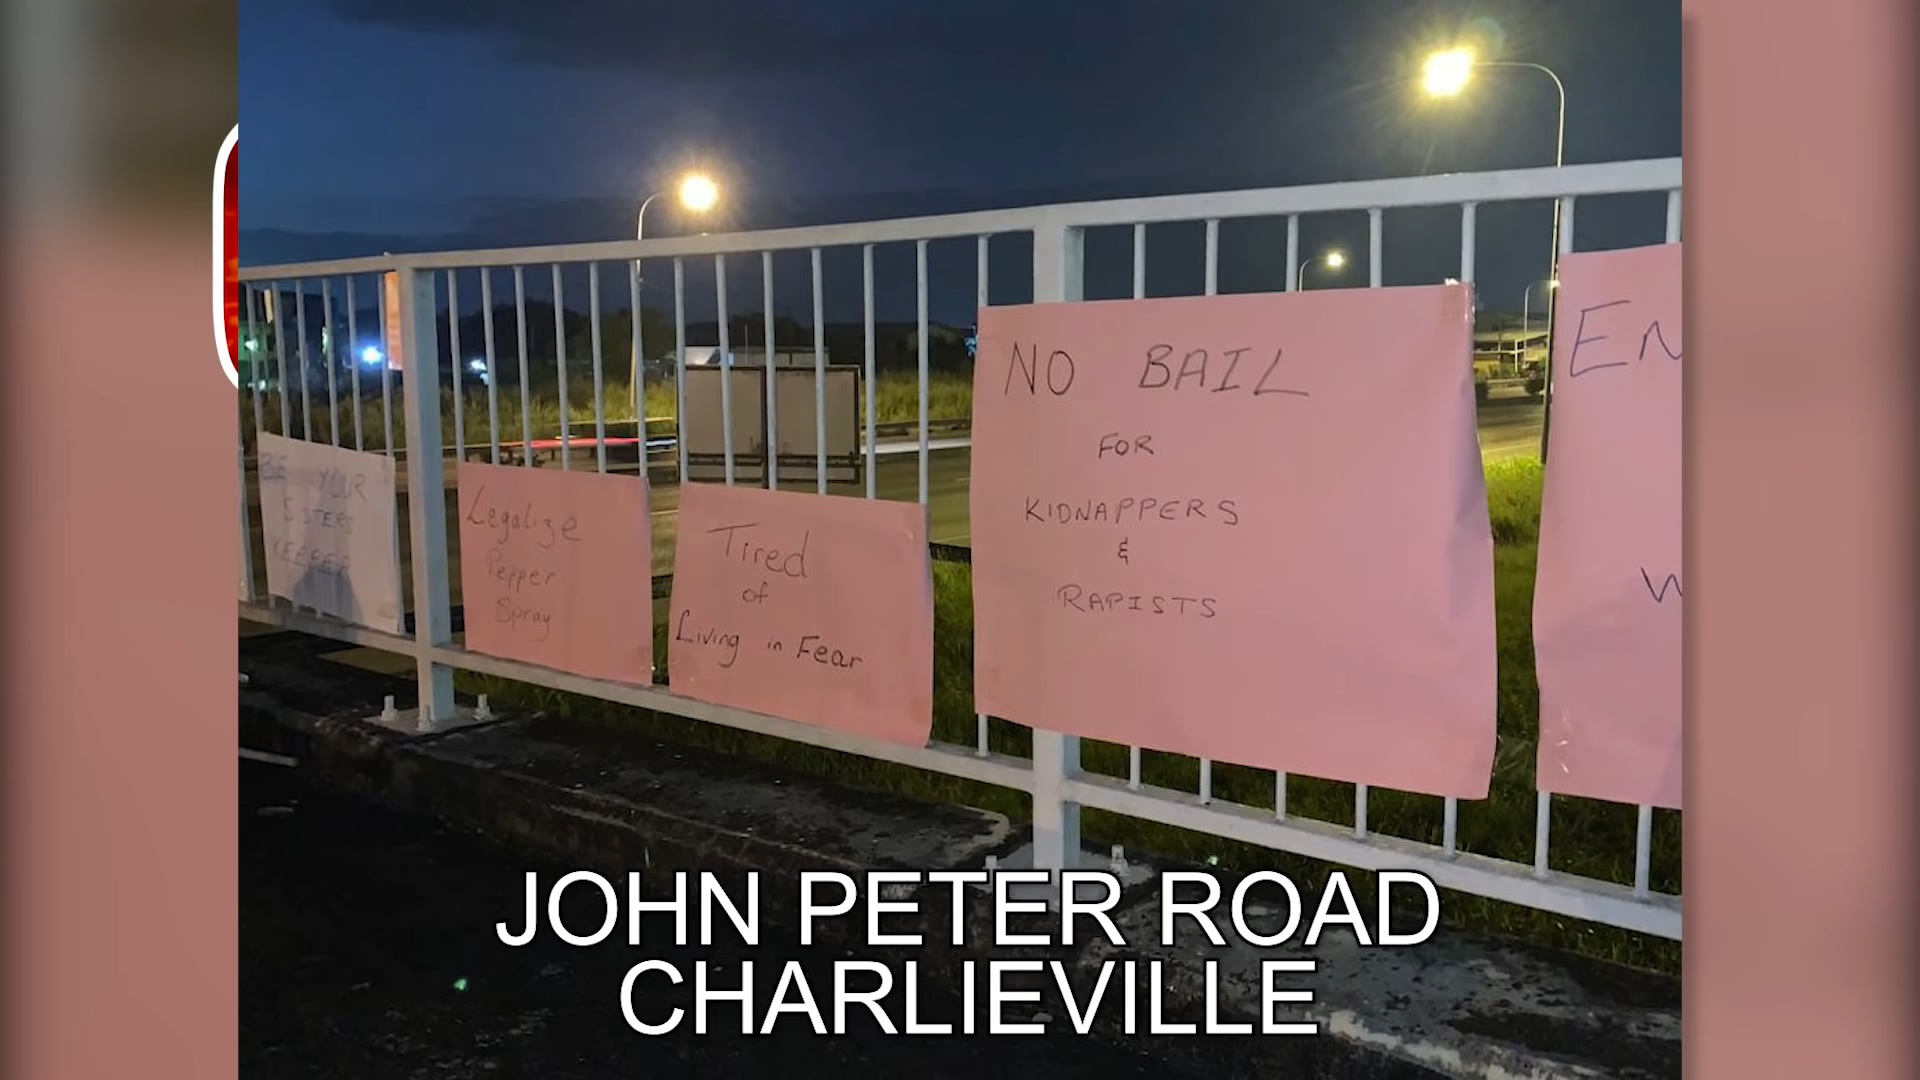 BE YOUR
SISTERS
KEEPER
Legalize
Pepper
Spray
Tired
of
Living in Fear
NO BAIL
FOR
KIDNAPPERS
&
RAPISTS
JOHN PETER ROAD
CHARLIEVILLE